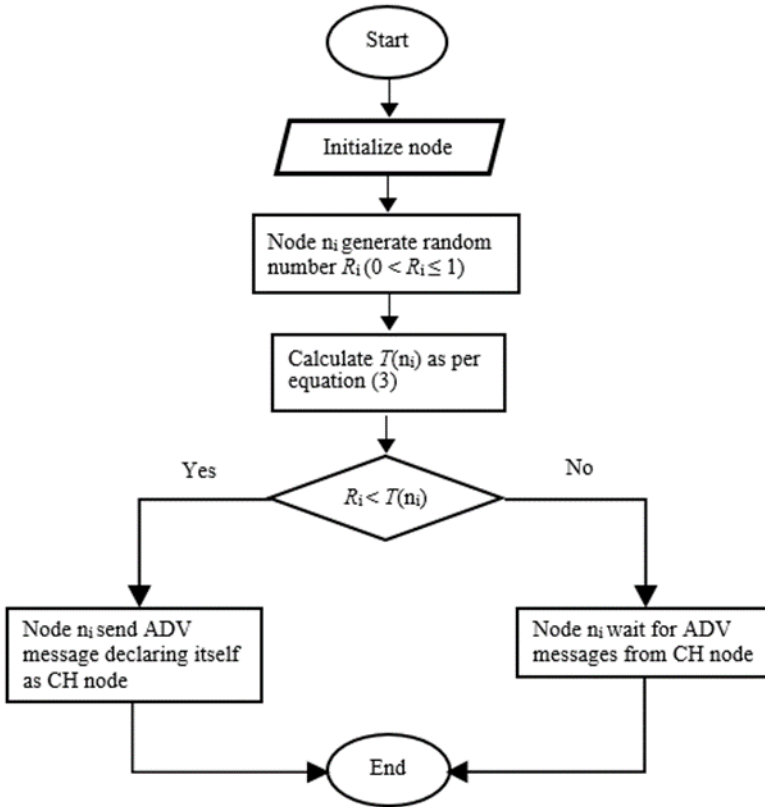 Start
Initialize node
Node nᵢ generate random
number Rᵢ (0 < Rᵢ ≤ 1)
Calculate T(nᵢ) as per
equation (3)
Yes
No
Rᵢ < T(nᵢ)
Node nᵢ send ADV
message declaring itself
as CH node
Node nᵢ wait for ADV
messages from CH node
End